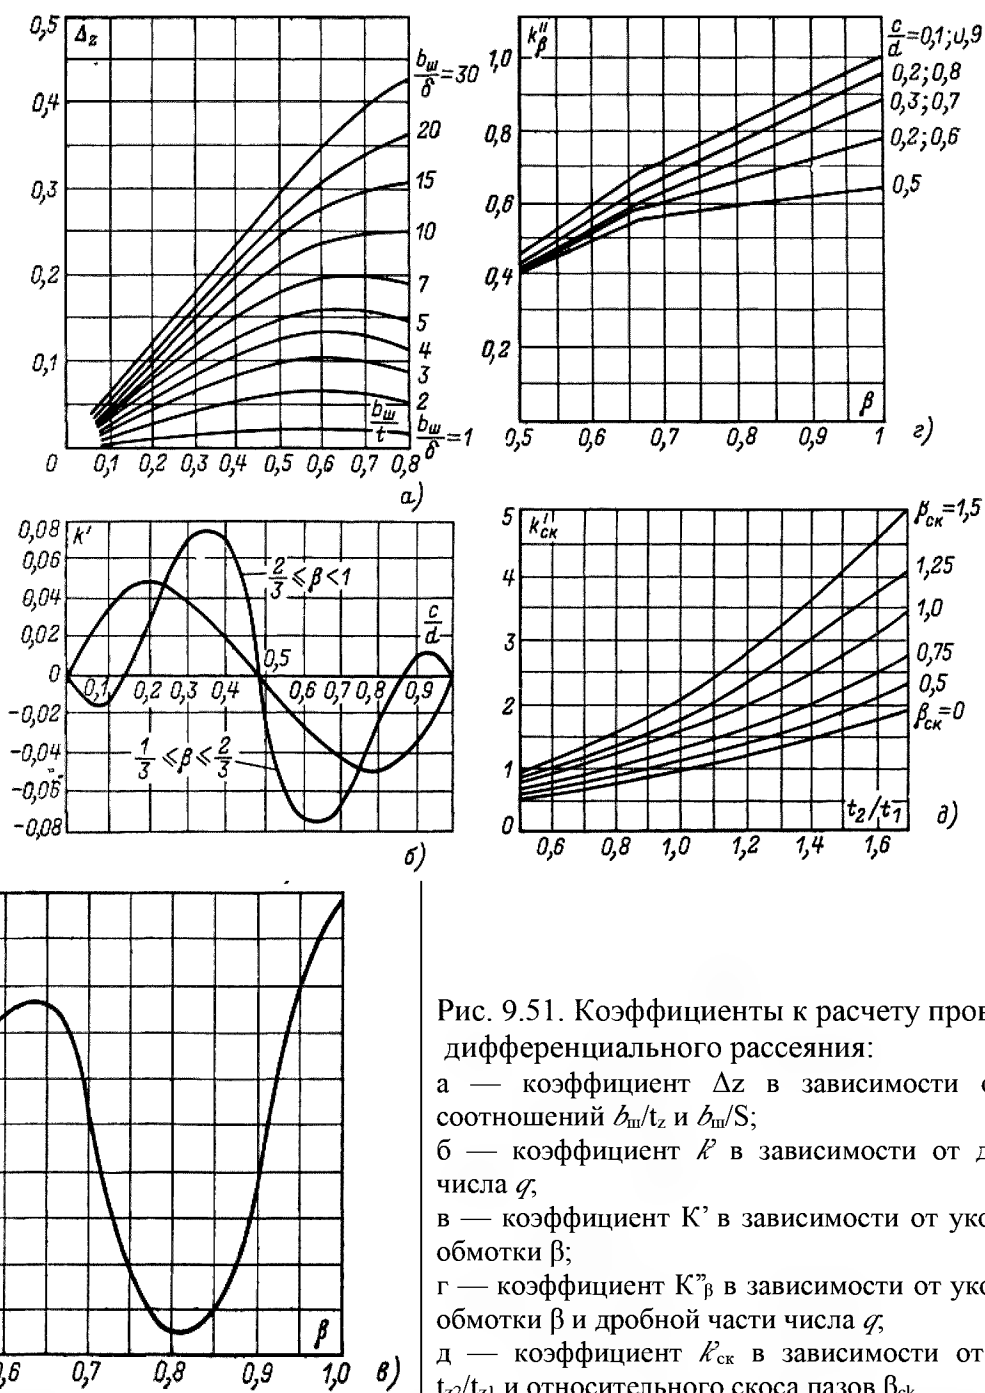 0,5
Δz
0,4
0,3
0,2
0,1
0
bш/δ=30
20
15
10
7
5
4
3
2
bш/δ=1
bш/t
0,1 0,2 0,3 0,4 0,5 0,6 0,7 0,8
а)
k″β
c/d=0,1;0,9
0,2;0,8
0,3;0,7
0,2;0,6
0,5
1,0
0,8
0,6
0,4
0,2
β
0,5 0,6 0,7 0,8 0,9 1
г)
0,08
k'
0,06
0,04
0,02
0
-0,02
-0,04
-0,06
-0,08
2/3 ≤ β < 1
c/d
0,1 0,2 0,3 0,4 0,5 0,6 0,7 0,8 0,9
1/3 ≤ β ≤ 2/3
б)
5
k'ск
4
3
2
1
0
βск=1,5
1,25
1,0
0,75
0,5
βск=0
t2/t1
0,6 0,8 1,0 1,2 1,4 1,6
д)
β
0,7 0,8 0,9 1,0
в)
Рис. 9.51. Коэффициенты к расчету пров
дифференциального рассеяния:
а — коэффициент Δz в зависимости о
соотношений bш/tz и bш/S;
б — коэффициент k' в зависимости от д
числа q;
в — коэффициент К' в зависимости от уко
обмотки β;
г — коэффициент К”β в зависимости от уко
обмотки β и дробной части числа q;
д — коэффициент k'ск в зависимости от
tz2/tz1 и относительного скоса пазов βck